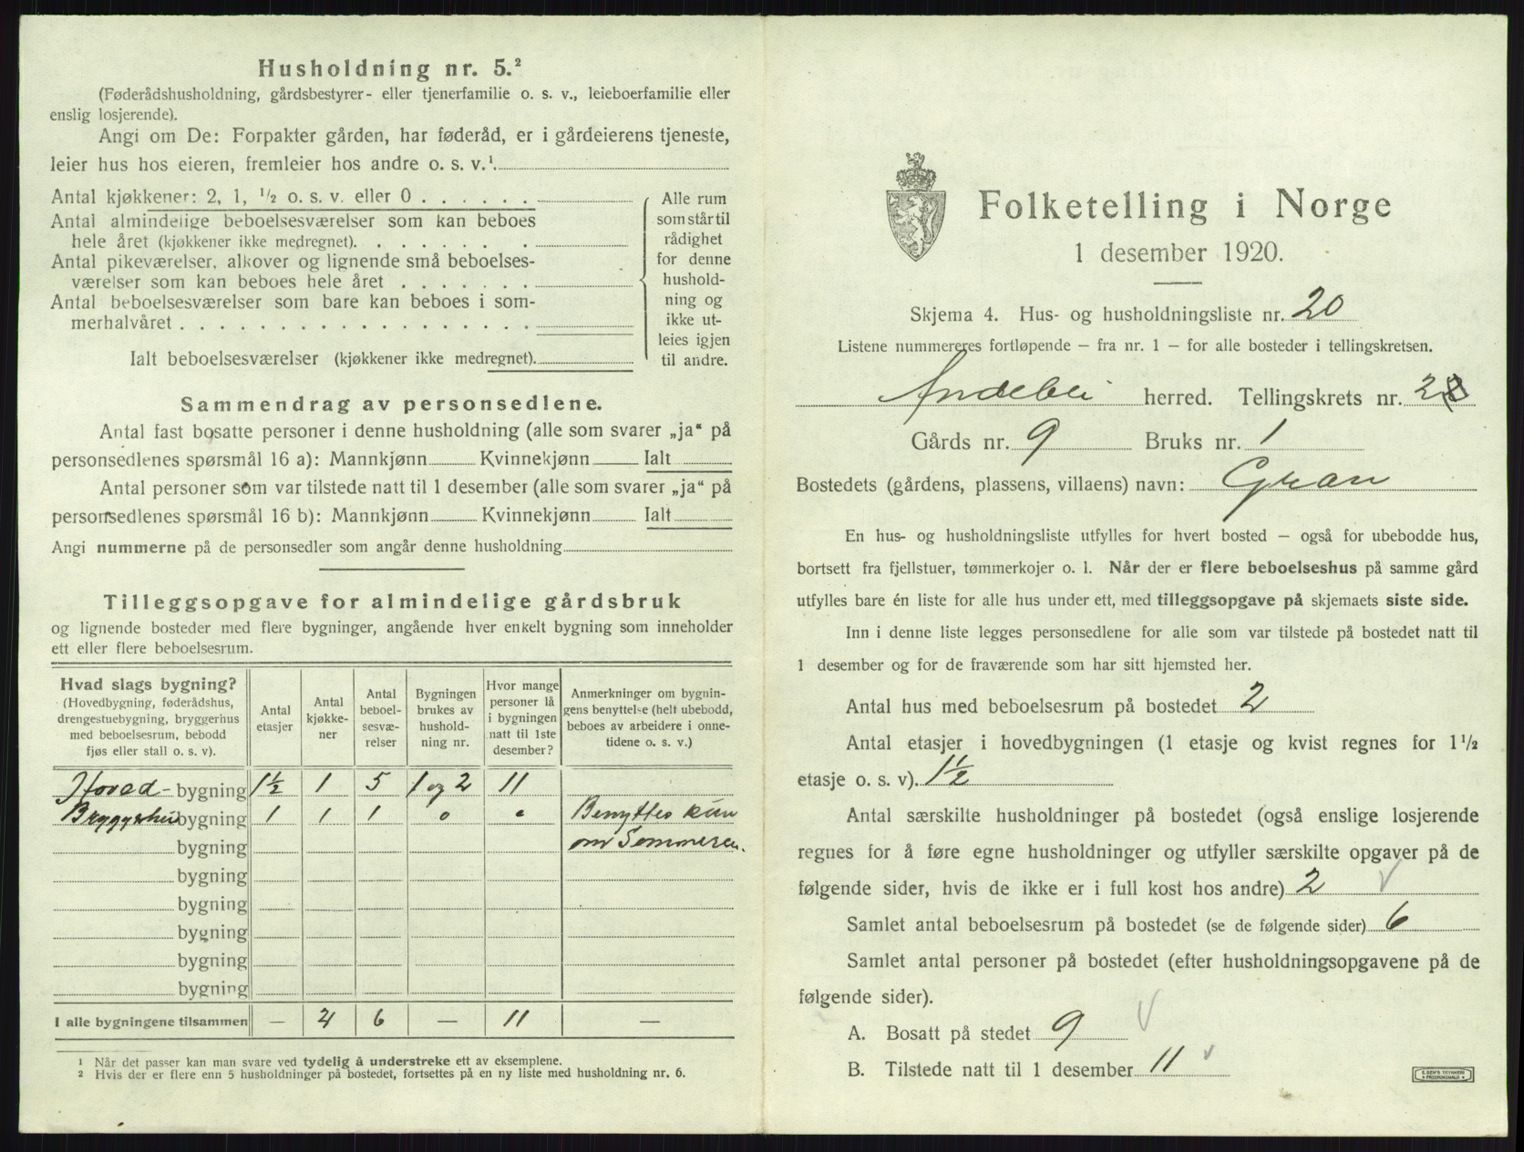 Husholdning nr. 5.²
(Føderådshusholdning, gårdsbestyrer- eller tjenerfamilie o. s. v., leieboerfamilie eller
enslig losjerende).
Angi om De: Forpakter gården, har føderåd, er i gårdeierens tjeneste,
leier hus hos eieren, fremleier hos andre o. s. v.¹
Antal kjøkkener: 2, 1, ½ o. s. v. eller 0
Antal almindelige beboelsesværelser som kan beboes
hele året (kjøkkener ikke medregnet)
Antal pikeværelser, alkover og lignende små beboelses-
værelser som kan beboes hele året
Antal beboelsesværelser som bare kan beboes i som-
merhalvåret
Ialt beboelsesværelser (kjøkkener ikke medregnet)
Alle rum
som står til
rådighet
for denne
hushold-
ning og
ikke ut-
leies igjen
til andre.
Sammendrag av personsedlene.
Antal fast bosatte personer i denne husholdning (alle som svarer „ja“ på
personsedlenes spørsmål 16 a): Mannkjønn Kvinnekjønn Ialt
Antal personer som var tilstede natt til 1 desember (alle som svarer „ja“ på
personsedlenes spørsmål 16 b): Mannkjønn Kvinnekjønn Ialt
Angi nummerne på de personsedler som angår denne husholdning
Tilleggsopgave for almindelige gårdsbruk
og lignende bosteder med flere bygninger, angående hver enkelt bygning som inneholder
ett eller flere beboelsesrum.
Hvad slags bygning?
(Hovedbygning, føderådshus,
drengestuebygning, bryggerhus
med beboelsesrum, bebodd
fjøs eller stall o. s. v.)
Antal
etasjer
Antal
kjøkke-
ner
Antal
beboel-
sesvæ-
relser
Bygningen
brukes av
hushold-
ning nr.
Hvor mange
personer lå
i bygningen
natt til 1ste
desember?
Anmerkninger om bygnin-
gens benyttelse (helt ubebodd,
beboes av arbeidere i onne-
tidene o. s. v.)
Hoved-bygning 1½ 1 5 1 og 2 11
Bryggerhusbygning 1 1 1 0 0 Benyttes kun
bygning om Sommeren.
bygning
bygning
bygning
bygning
bygning
I alle bygningene tilsammen — 2 6 — 11 —
¹ Når det passer kan man svare ved tydelig å understreke ett av eksemplene.
² Hvis der er flere enn 5 husholdninger på bostedet, fortsettes på en ny liste med husholdning nr. 6.
Folketelling i Norge
1 desember 1920.
Skjema 4. Hus- og husholdningsliste nr. 20
Listene nummereres fortløpende – fra nr. 1 – for alle bosteder i tellingskretsen.
Andebu herred. Tellingskrets nr. 2
Gårds nr. 9 Bruks nr. 1
Bostedets (gårdens, plassens, villaens) navn: Gran
En hus- og husholdningsliste utfylles for hvert bosted – også for ubebodde hus,
bortsett fra fjellstuer, tømmerkojer o. l. Når der er flere beboelseshus på samme gård
utfylles bare én liste for alle hus under ett, med tilleggsopgave på skjemaets siste side.
Inn i denne liste legges personsedlene for alle som var tilstede på bostedet natt til
1 desember og for de fraværende som har sitt hjemsted her.
Antal hus med beboelsesrum på bostedet 2
Antal etasjer i hovedbygningen (1 etasje og kvist regnes for 1½
etasje o. s. v). 1½
Antal særskilte husholdninger på bostedet (også enslige losjerende
regnes for å føre egne husholdninger og utfyller særskilte opgaver på de
følgende sider, hvis de ikke er i full kost hos andre) 2
Samlet antal beboelsesrum på bostedet (se de følgende sider) 6
Samlet antal personer på bostedet (efter husholdningsopgavene på de
følgende sider).
A. Bosatt på stedet 9
B. Tilstede natt til 1 desember 11